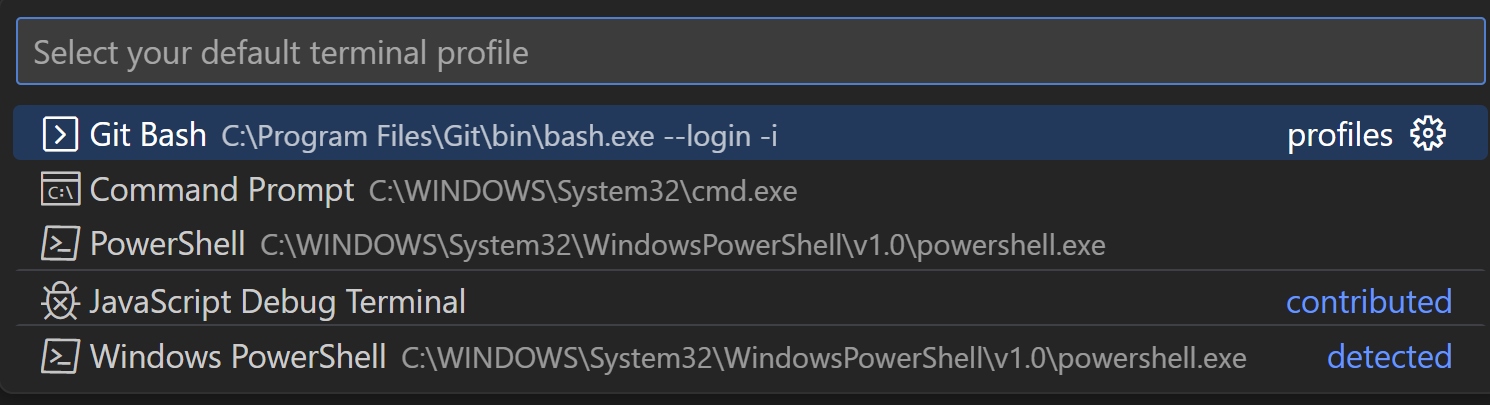 Select your default terminal profile
Git Bash C:\Program Files\Git\bin\bash.exe --login -i profiles
C:\ Command Prompt C:\WINDOWS\System32\cmd.exe
PowerShell C:\WINDOWS\System32\WindowsPowerShell\v1.0\powershell.exe
JavaScript Debug Terminal contributed
Windows PowerShell C:\WINDOWS\System32\WindowsPowerShell\v1.0\powershell.exe detected